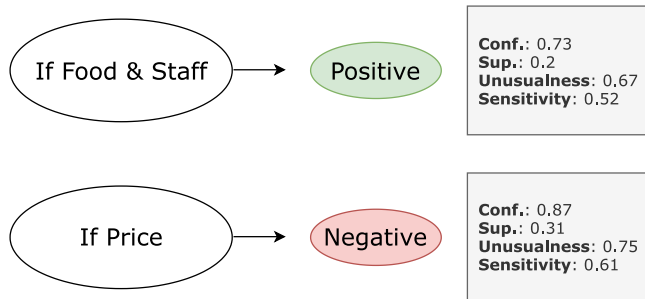 If Food & Staff
Positive
Conf.: 0.73
Sup.: 0.2
Unusualness: 0.67
Sensitivity: 0.52
If Price
Negative
Conf.: 0.87
Sup.: 0.31
Unusualness: 0.75
Sensitivity: 0.61